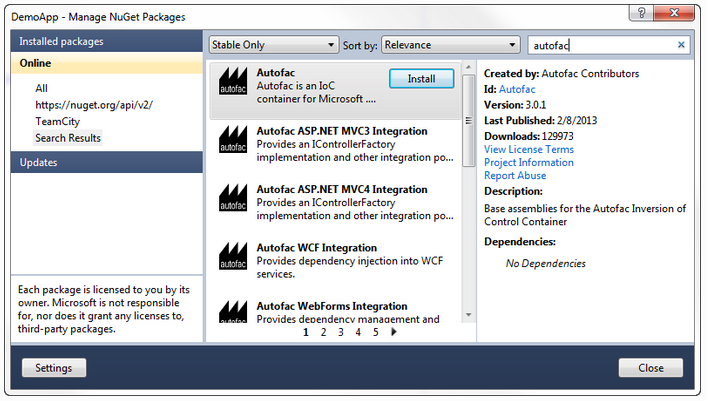 DemoApp - Manage NuGet Packages
Installed packages
Online
All
https://nuget.org/api/v2/
TeamCity
Search Results
Updates
Each package is licensed to you by its
owner. Microsoft is not responsible
for, nor does it grant any licenses to,
third-party packages.
Stable Only
Sort by:
Relevance
autofac
autofac
Autofac
Install
Autofac is an IoC
container for Microsoft ....
autofac
Autofac ASP.NET MVC3 Integration
Provides an IControllerFactory
implementation and other integration po...
autofac
Autofac ASP.NET MVC4 Integration
Provides an IControllerFactory
implementation and other integration po...
autofac
Autofac WCF Integration
Provides dependency injection into WCF
services.
autofac
Autofac WebForms Integration
Provides dependency management and
1 2 3 4 5
Created by: Autofac Contributors
Id: Autofac
Version: 3.0.1
Last Published: 2/8/2013
Downloads: 129973
View License Terms
Project Information
Report Abuse
Description:
Base assemblies for the Autofac Inversion of
Control Container
Dependencies:
No Dependencies
Settings
Close